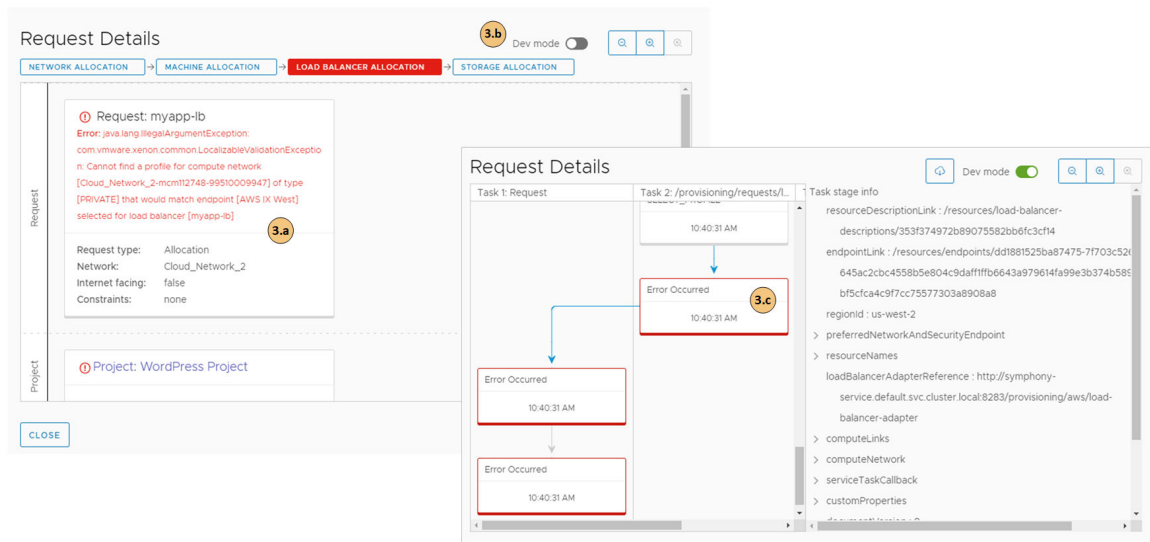 Request Details
3.b
Dev mode
NETWORK ALLOCATION
MACHINE ALLOCATION
LOAD BALANCER ALLOCATION
STORAGE ALLOCATION
Request
Request: myapp-lb
Error: java.lang.IllegalArgumentException:
com.vmware.xenon.common.LocalizableValidationExceptio
n: Cannot find a profile for compute network
[Cloud_Network_2-mcm112748-99510009947] of type
[PRIVATE] that would match endpoint [AWS IX West]
selected for load balancer [myapp-lb]
3.a
Request type: Allocation
Network: Cloud_Network_2
Internet facing: false
Constraints: none
Project
Project: WordPress Project
CLOSE
Request Details
Dev mode
Task 1: Request
Task 2: /provisioning/requests/l...
10:40:31 AM
Error Occurred
3.c
10:40:31 AM
Error Occurred
10:40:31 AM
Error Occurred
10:40:31 AM
Task stage info
resourceDescriptionLink : /resources/load-balancer-
descriptions/353f374972b89075582bb6fc3cf14
endpointLink : /resources/endpoints/dd1881525ba87475-7f703c526
645ac2cbc4558b5e804c9daff1ffb6643a979614fa99e3b374b589
bf5cfca4c9f7cc75577303a8908a8
regionId : us-west-2
preferredNetworkAndSecurityEndpoint
resourceNames
loadBalancerAdapterReference : http://symphony-
service.default.svc.cluster.local:8283/provisioning/aws/load-
balancer-adapter
computeLinks
computeNetwork
serviceTaskCallback
customProperties